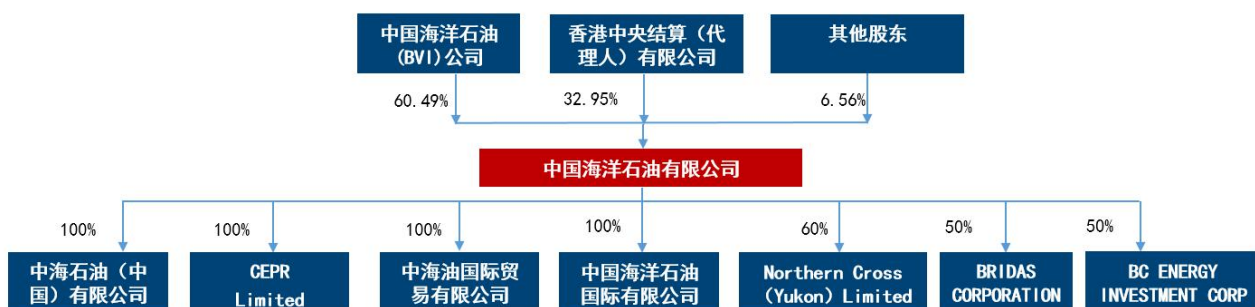 中国海洋石油
(BVI)公司
香港中央结算（代
理人）有限公司
其他股东
60.49%
32.95%
6.56%
中国海洋石油有限公司
100%
100%
100%
100%
60%
50%
50%
中海石油（中
国）有限公司
CEPR
Limited
中海油国际贸
易有限公司
中国海洋石油
国际有限公司
Northern Cross
（Yukon）Limited
BRIDAS
CORPORATION
BC ENERGY
INVESTMENT CORP